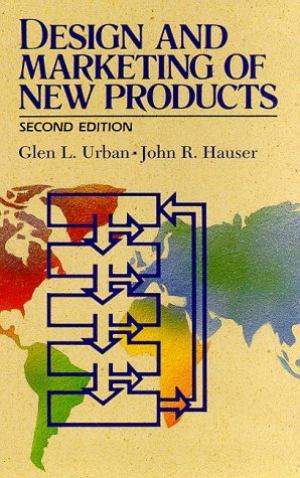 DESIGN AND
MARKETING OF
NEW PRODUCTS
SECOND EDITION
Glen L. Urban • John R. Hauser